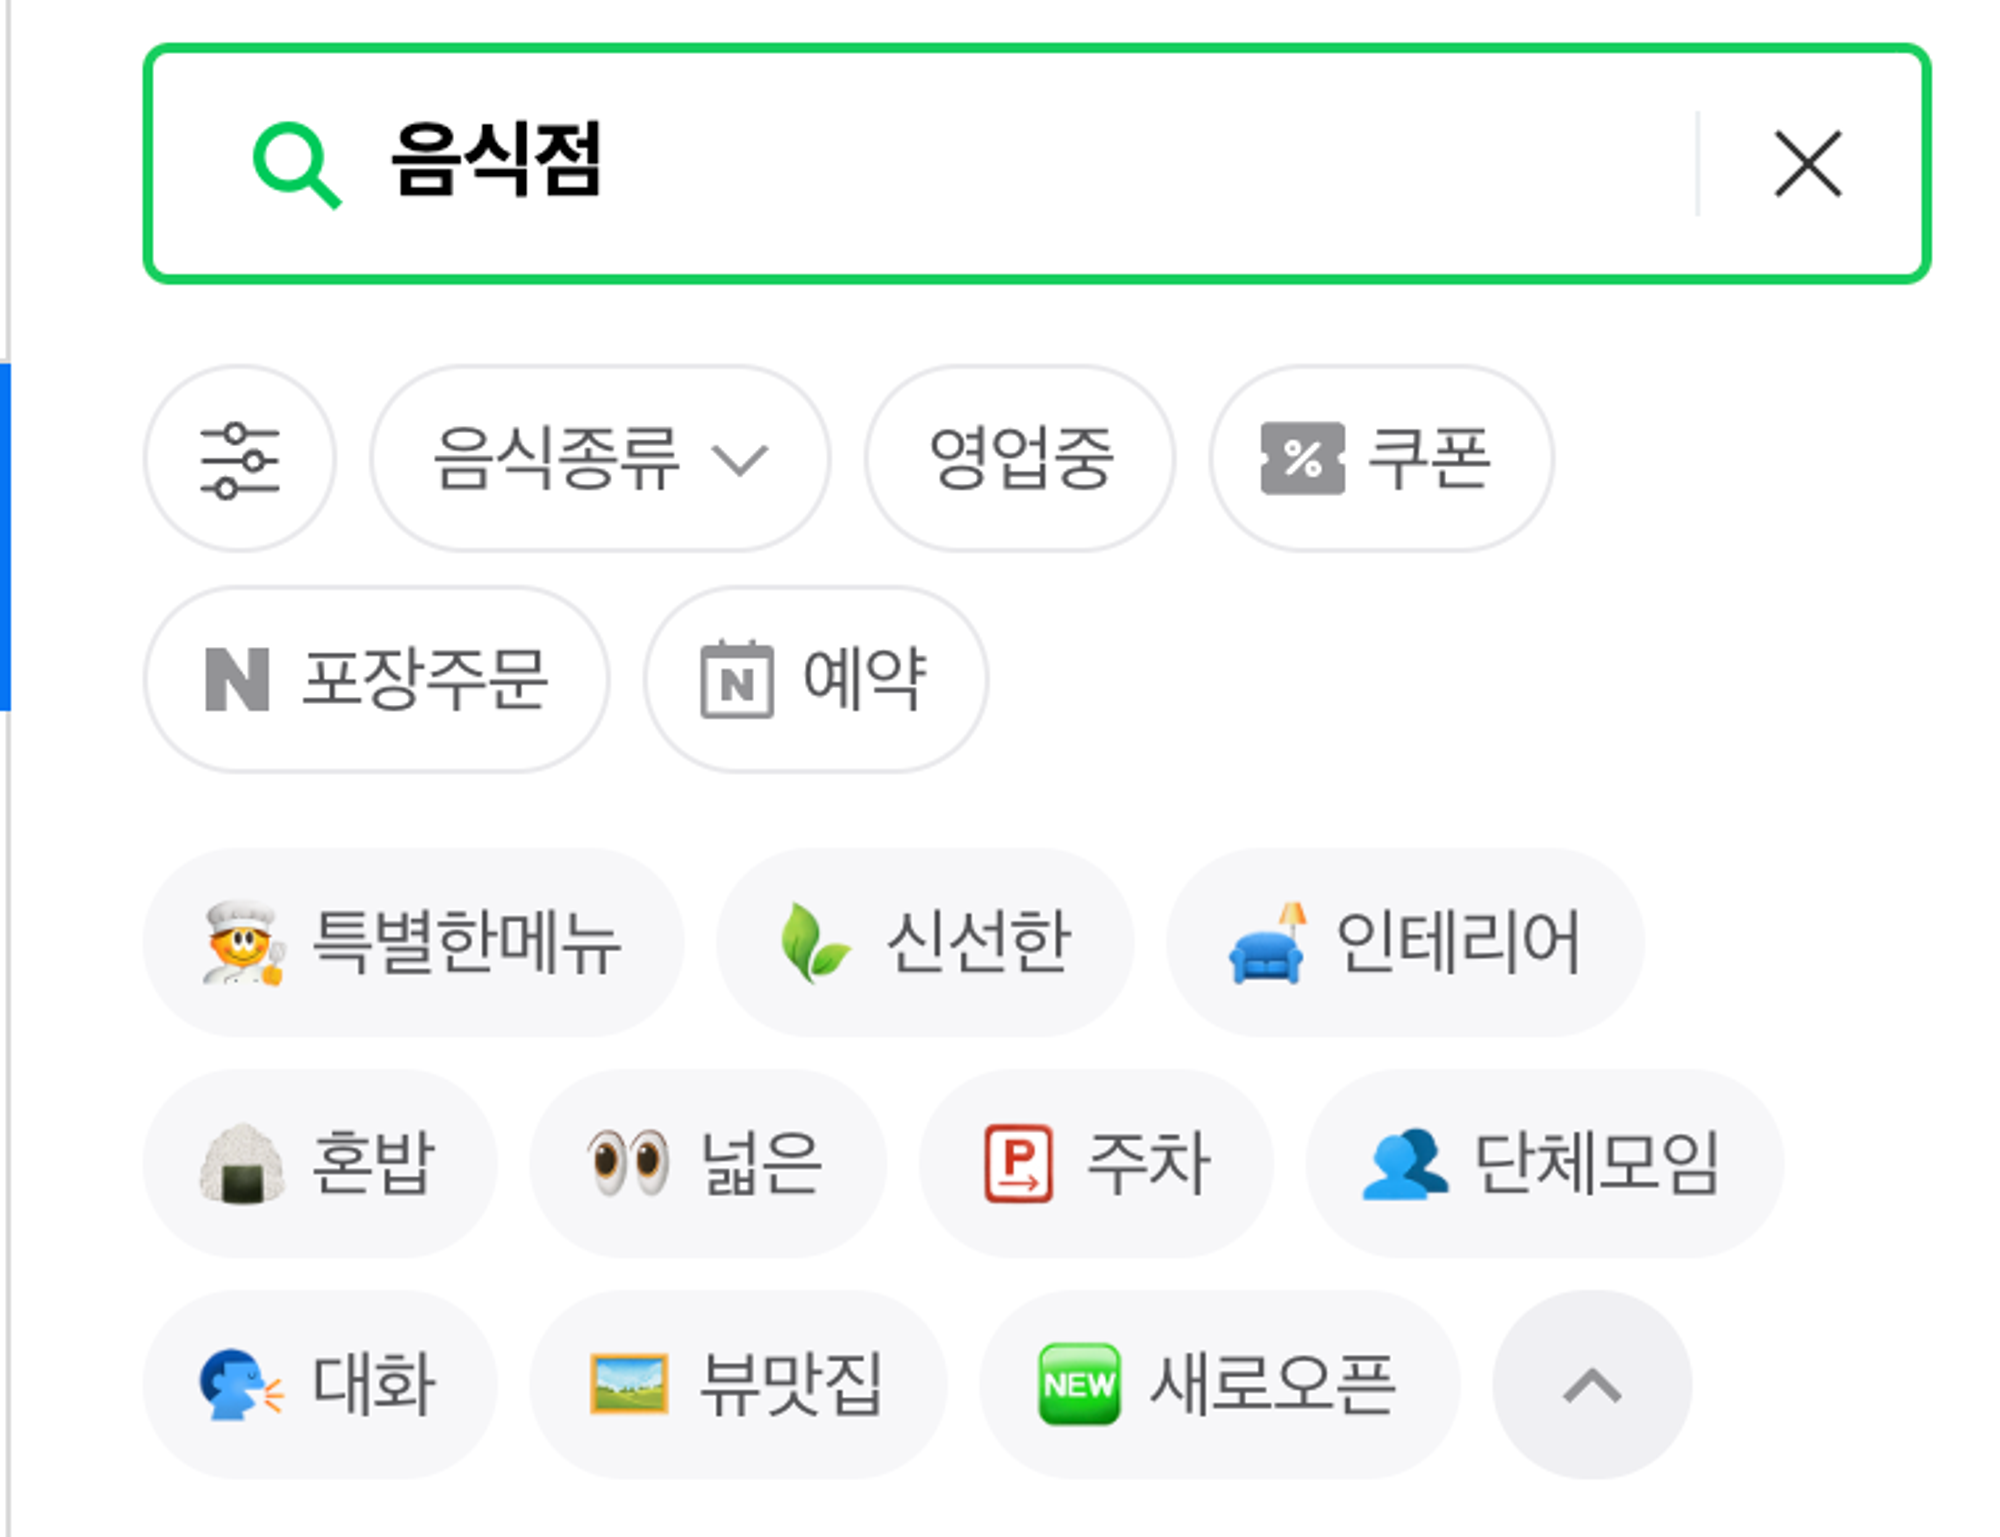 음식점
음식종류 영업중 % 쿠폰
N 포장주문 N 예약
특별한메뉴 신선한 인테리어
혼밥 넓은 P 주차 단체모임
대화 뷰맛집 NEW 새로오픈